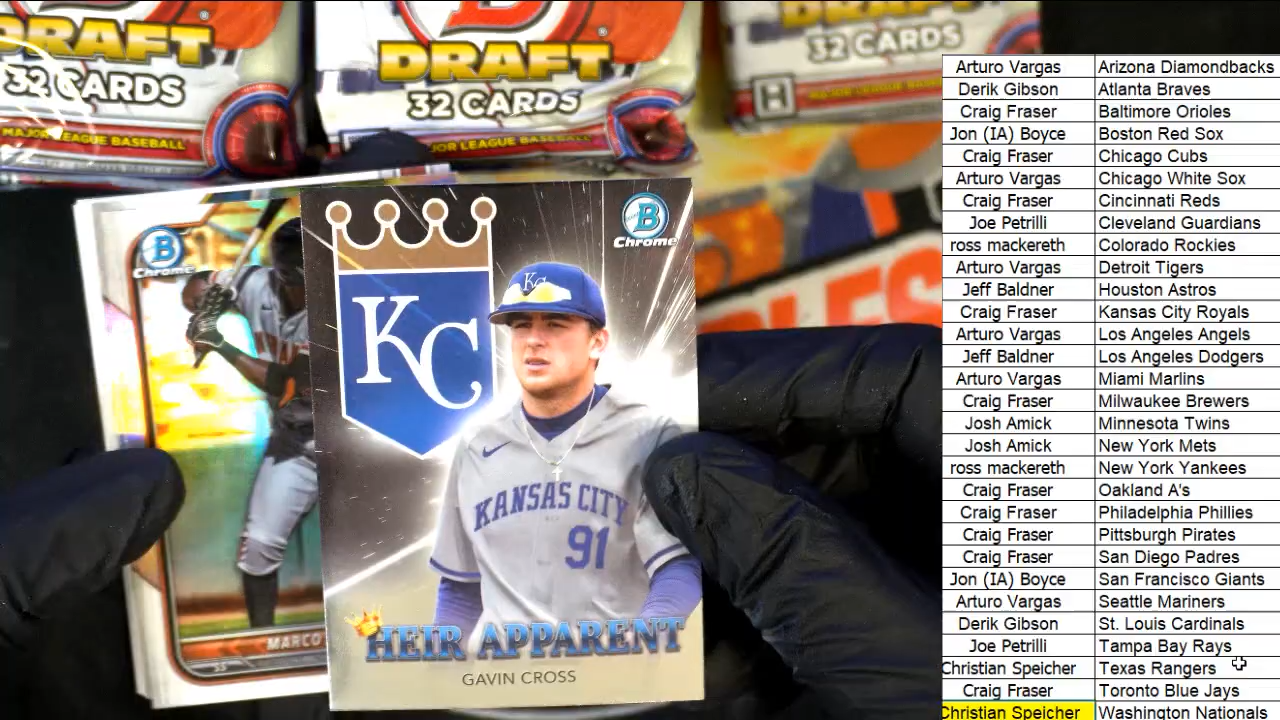 DRAFT
32 CARDS
MAJOR LEAGUE BASEBALL
DRAFT
®
32 CARDS
JOR LEAGUE BASEBALL
32 CARDS
H
B
Chrome
MARCO
KC
B
Chrome
KC
KANSAS CITY
91
HEIR APPARENT
GAVIN CROSS
Arturo Vargas Arizona Diamondbacks
Derik Gibson Atlanta Braves
Craig Fraser Baltimore Orioles
Jon (IA) Boyce Boston Red Sox
Craig Fraser Chicago Cubs
Arturo Vargas Chicago White Sox
Craig Fraser Cincinnati Reds
Joe Petrilli Cleveland Guardians
ross mackereth Colorado Rockies
Arturo Vargas Detroit Tigers
Jeff Baldner Houston Astros
Craig Fraser Kansas City Royals
Arturo Vargas Los Angeles Angels
Jeff Baldner Los Angeles Dodgers
Arturo Vargas Miami Marlins
Craig Fraser Milwaukee Brewers
Josh Amick Minnesota Twins
Josh Amick New York Mets
ross mackereth New York Yankees
Craig Fraser Oakland A's
Craig Fraser Philadelphia Phillies
Craig Fraser Pittsburgh Pirates
Craig Fraser San Diego Padres
Jon (IA) Boyce San Francisco Giants
Arturo Vargas Seattle Mariners
Derik Gibson St. Louis Cardinals
Joe Petrilli Tampa Bay Rays
Christian Speicher Texas Rangers
Craig Fraser Toronto Blue Jays
Christian Speicher Washington Nationals